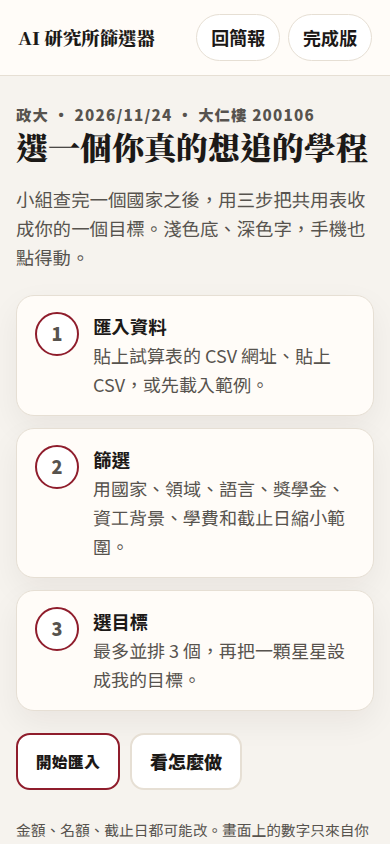 AI 研究所篩選器
回簡報
完成版
政大 · 2026/11/24 · 大仁樓 200106
選一個你真的想追的學程
小組查完一個國家之後，用三步把共用表收
成你的一個目標。淺色底、深色字，手機也
點得動。
1
匯入資料
貼上試算表的 CSV 網址、貼上
CSV，或先載入範例。
2
篩選
用國家、領域、語言、獎學金、
資工背景、學費和截止日縮小範
圍。
3
選目標
最多並排 3 個，再把一顆星星設
成我的目標。
開始匯入
看怎麼做
金額、名額、截止日都可能改。畫面上的數字只來自你